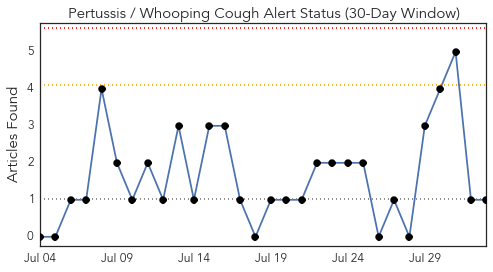 Pertussis / Whooping Cough Alert Status (30-Day Window)
Articles Found
5
4
3
2
1
0
Jul 04 Jul 09 Jul 14 Jul 19 Jul 24 Jul 29